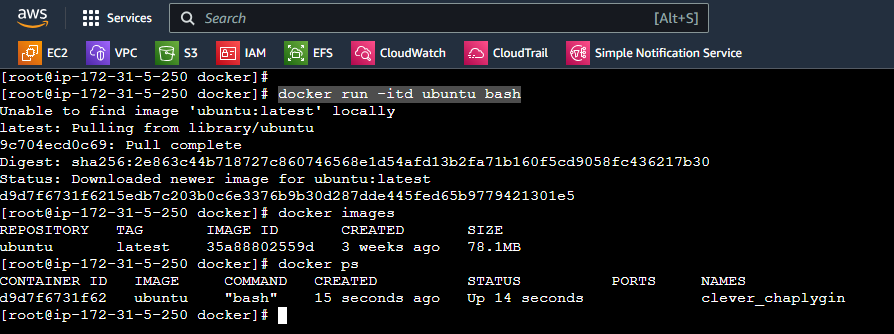 aws Services Search [Alt+S]
EC2 VPC S3 IAM EFS CloudWatch CloudTrail Simple Notification Service
[root@ip-172-31-5-250 docker]#
[root@ip-172-31-5-250 docker]# docker run -itd ubuntu bash
Unable to find image 'ubuntu:latest' locally
latest: Pulling from library/ubuntu
9c704ecd0c69: Pull complete
Digest: sha256:2e863c44b718727c860746568e1d54afd13b2fa71b160f5cd9058fc436217b30
Status: Downloaded newer image for ubuntu:latest
d9d7f6731f6215edb7c203b0c6e3376b9b30d287dde445fed65b9779421301e5
[root@ip-172-31-5-250 docker]# docker images
REPOSITORY TAG IMAGE ID CREATED SIZE
ubuntu latest 35a88802559d 3 weeks ago 78.1MB
[root@ip-172-31-5-250 docker]# docker ps
CONTAINER ID IMAGE COMMAND CREATED STATUS PORTS NAMES
d9d7f6731f62 ubuntu "bash" 15 seconds ago Up 14 seconds clever_chaplygin
[root@ip-172-31-5-250 docker]#